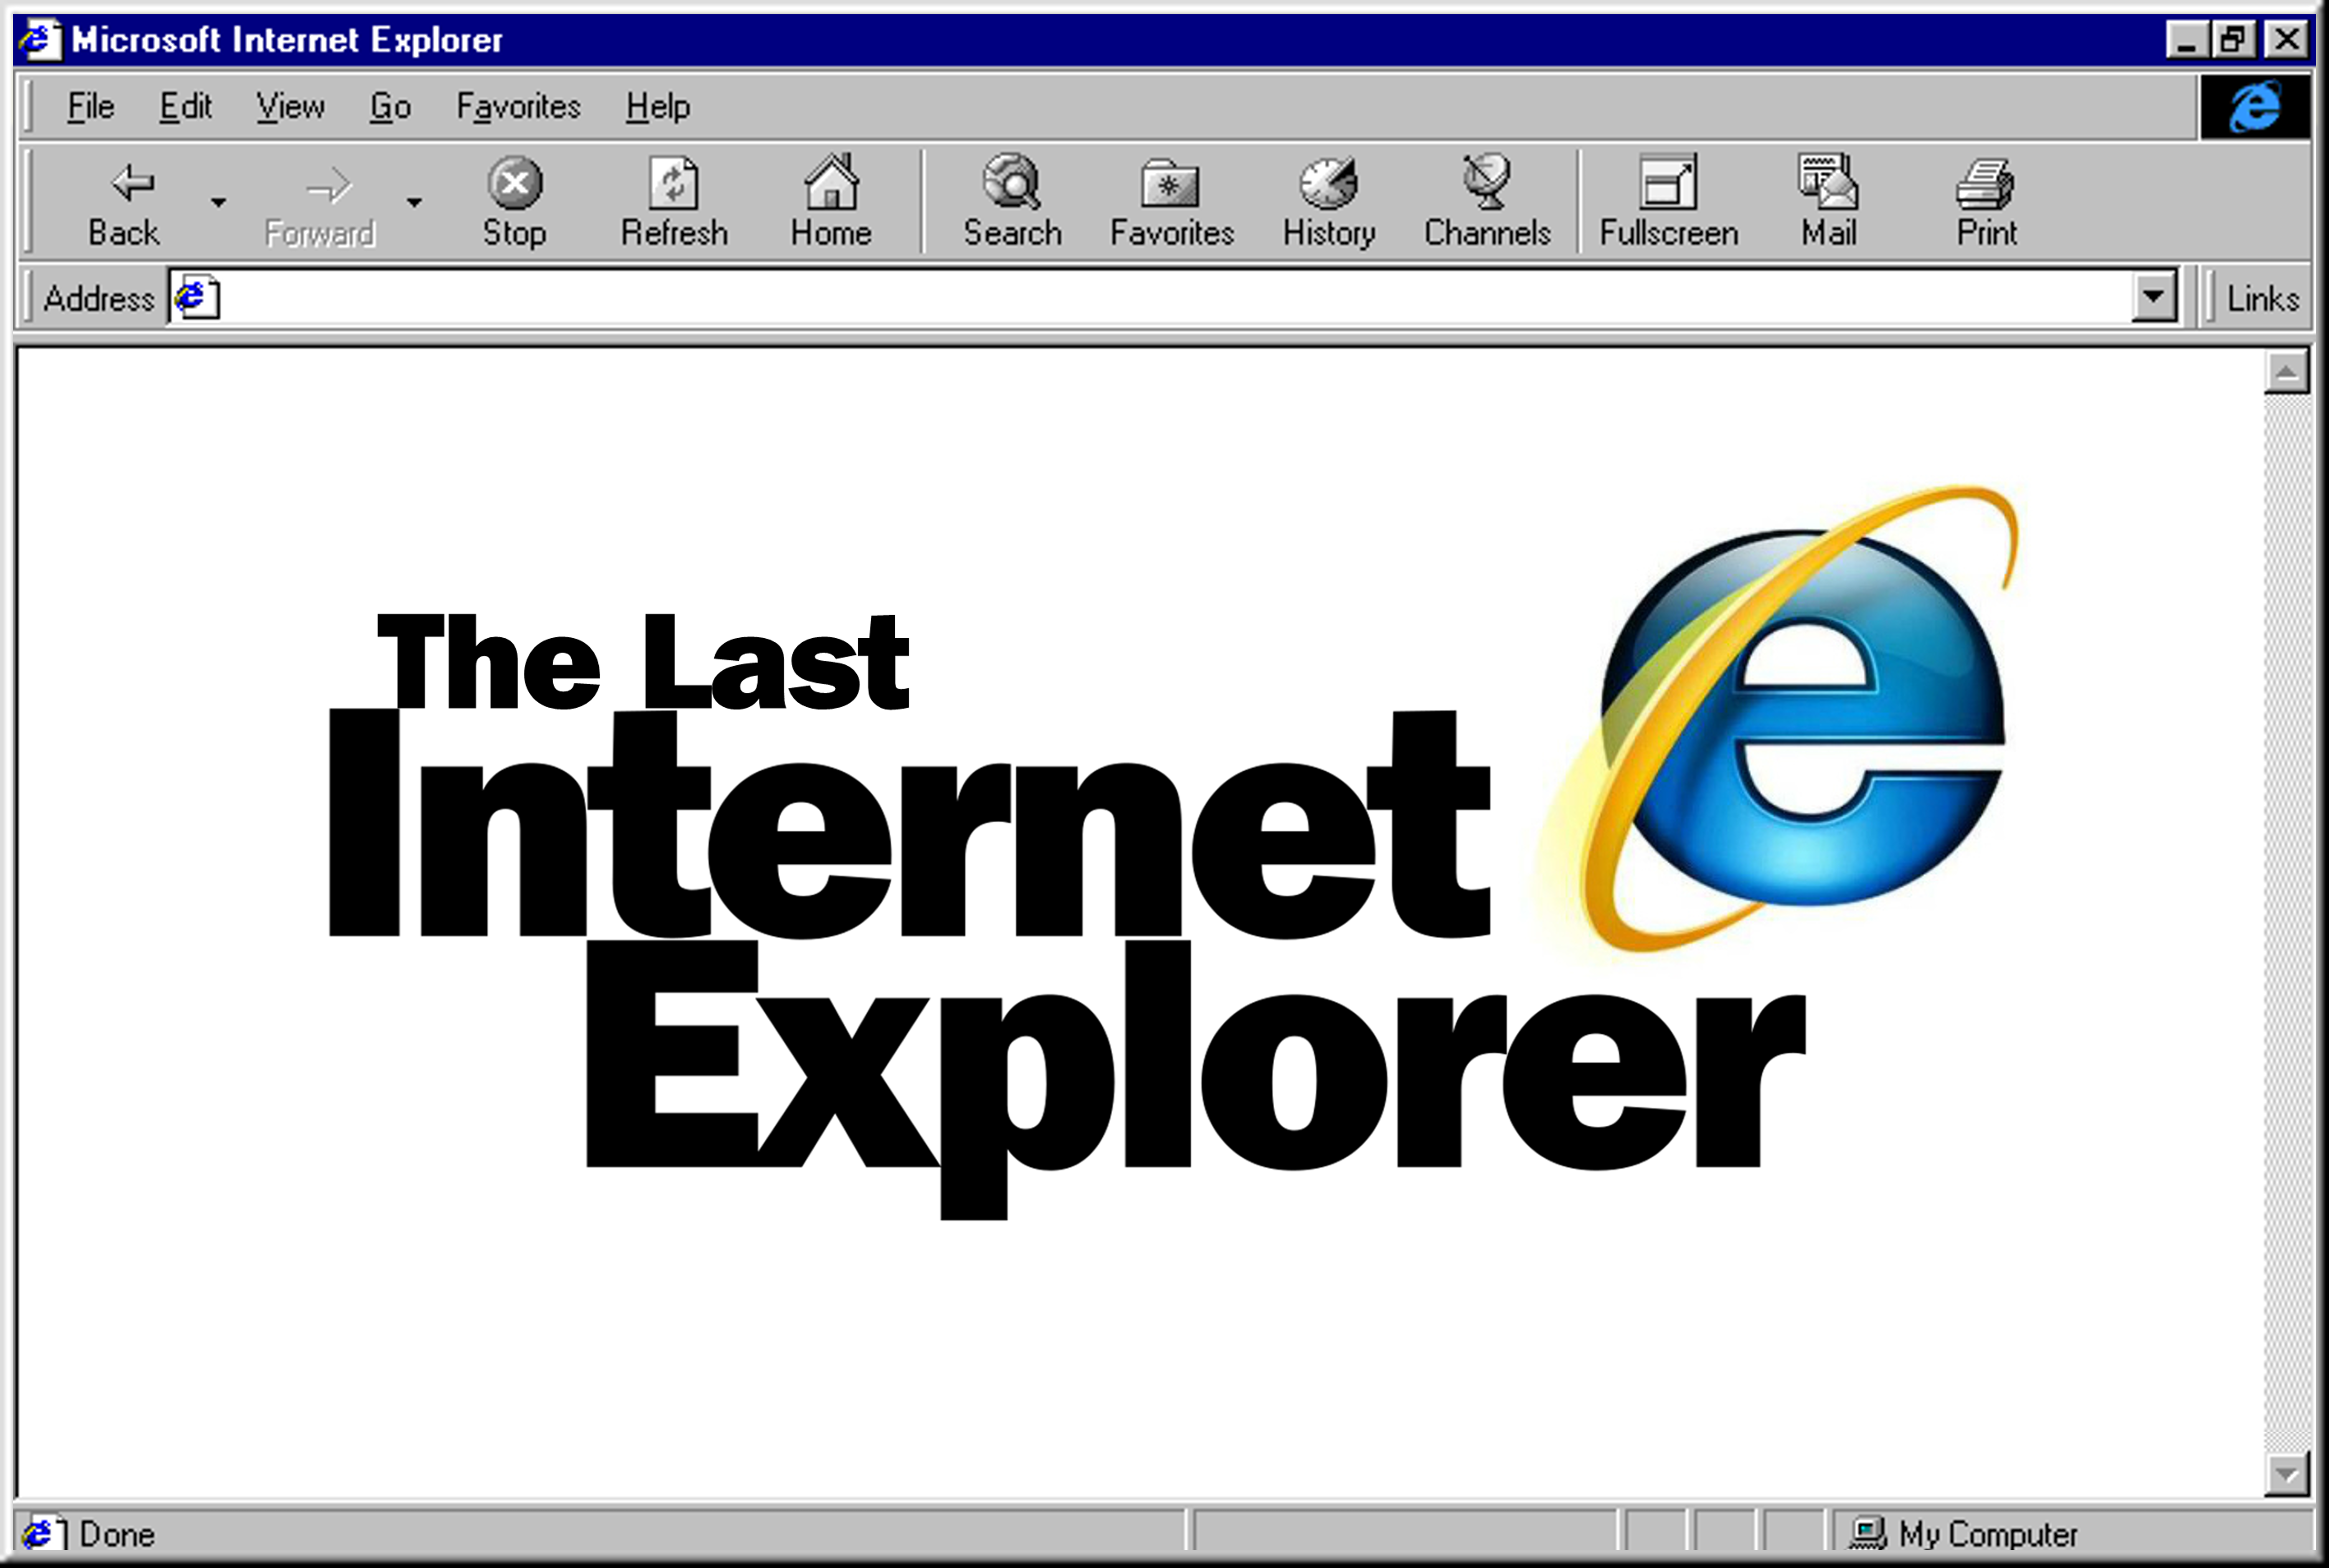 Microsoft Internet Explorer
File Edit View Go Favorites Help
Back Forward Stop Refresh Home Search Favorites History Channels Fullscreen Mail Print
Address Links
The Last
Internet
Explorer
Done My Computer